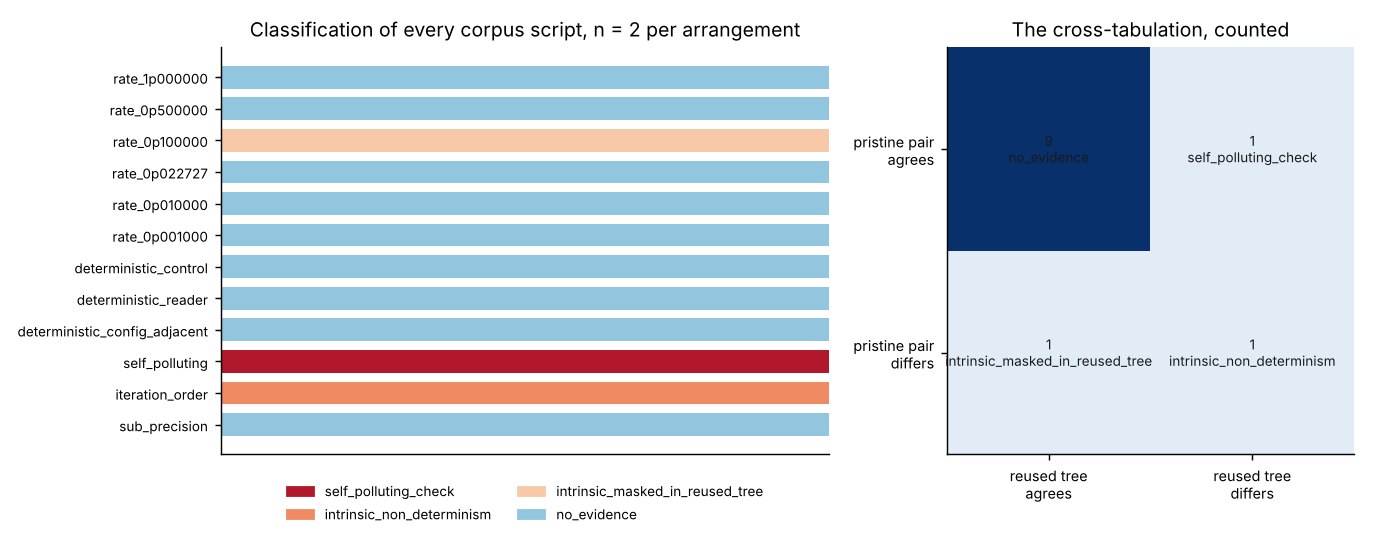 Classification of every corpus script, n = 2 per arrangement
rate_1p000000
rate_0p500000
rate_0p100000
rate_0p022727
rate_0p010000
rate_0p001000
deterministic_control
deterministic_reader
deterministic_config_adjacent
self_polluting
iteration_order
sub_precision
self_polluting_check
intrinsic_non_determinism
intrinsic_masked_in_reused_tree
no_evidence
The cross-tabulation, counted
pristine pair
agrees
9
no_evidence
1
self_polluting_check
pristine pair
differs
1
intrinsic_masked_in_reused_tree
1
intrinsic_non_determinism
reused tree
agrees
reused tree
differs